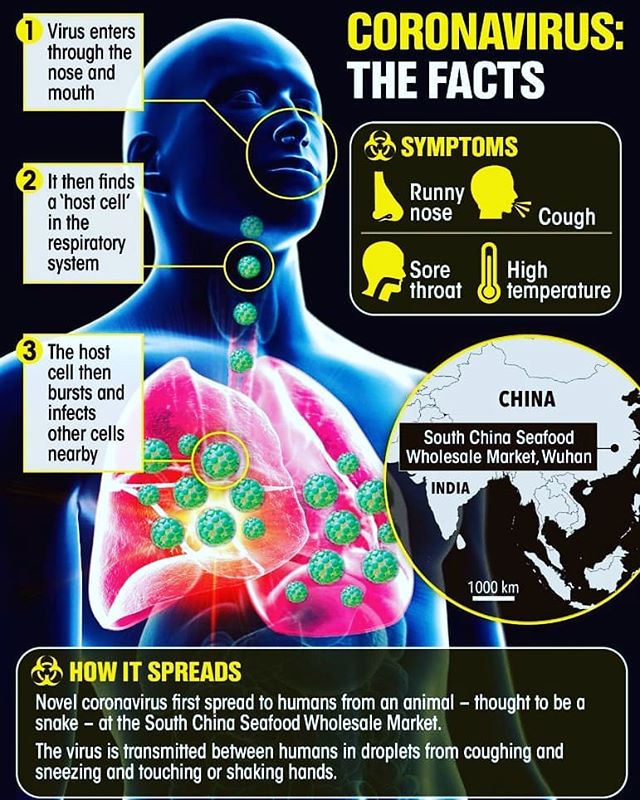 CORONAVIRUS:
THE FACTS
1 Virus enters
through the
nose and
mouth
2 It then finds
a ‘host cell’
in the
respiratory
system
3 The host
cell then
bursts and
infects
other cells
nearby
SYMPTOMS
Runny
nose
Cough
Sore
throat
High
temperature
CHINA
South China Seafood
Wholesale Market, Wuhan
INDIA
1000 km
HOW IT SPREADS
Novel coronavirus first spread to humans from an animal – thought to be a
snake – at the South China Seafood Wholesale Market.
The virus is transmitted between humans in droplets from coughing and
sneezing and touching or shaking hands.